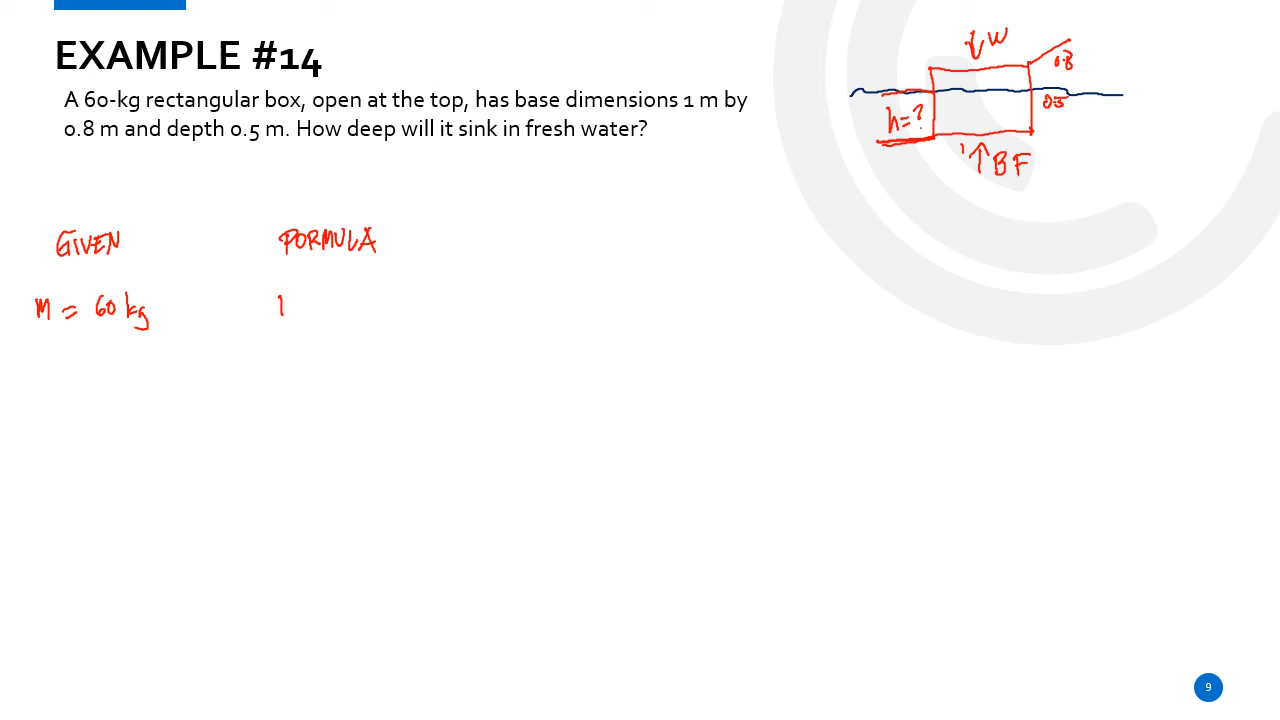 EXAMPLE #14
A 60-kg rectangular box, open at the top, has base dimensions 1 m by
0.8 m and depth 0.5 m. How deep will it sink in fresh water?
↓ W
0.8
0.5
h = ?
1
↑ BF
GIVEN
FORMULA
m = 60 kg
9